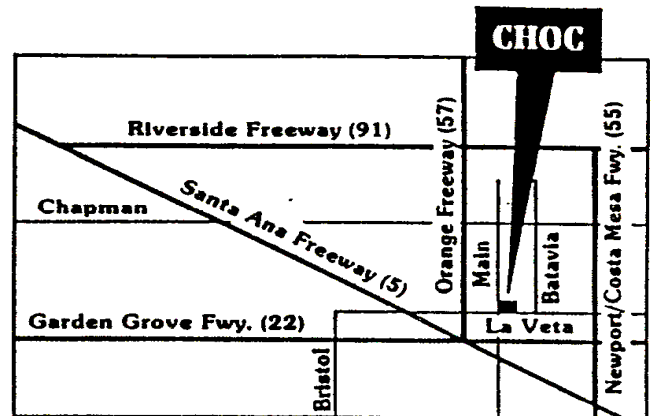 CHOC
Riverside Freeway (91)
Orange Freeway (57)
Newport/Costa Mesa Fwy. (55)
Chapman
Santa Ana Freeway (5)
Main
Batavia
Garden Grove Fwy. (22)
La Veta
Bristol